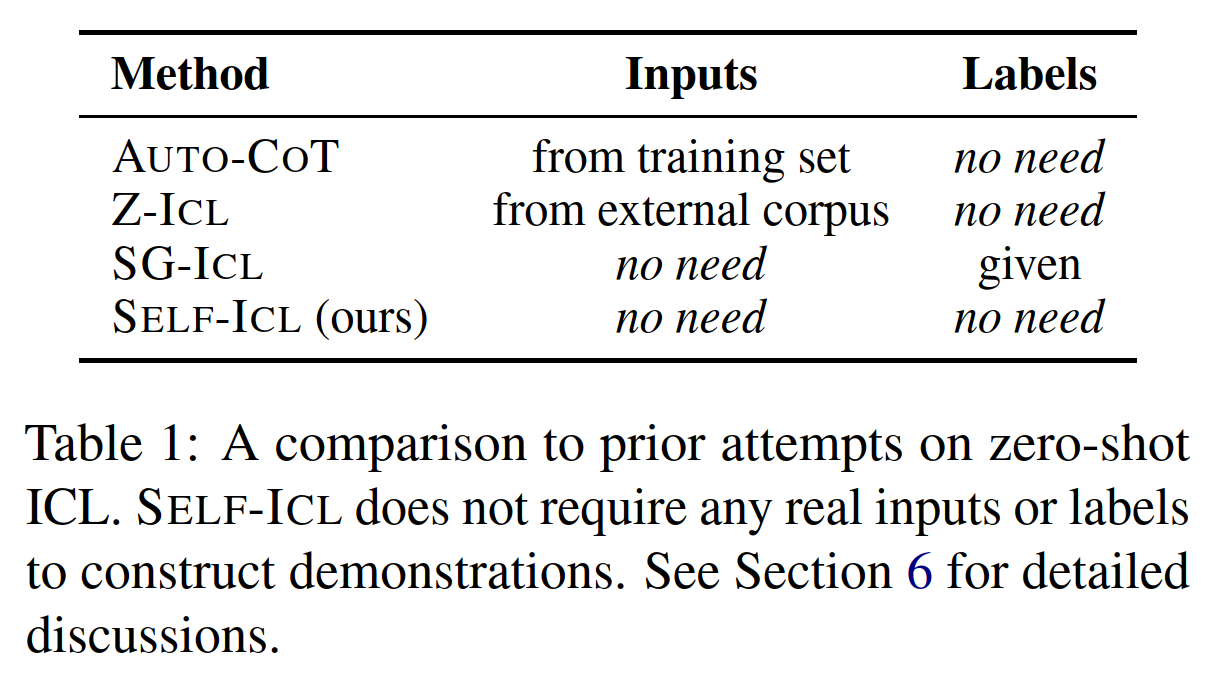 Method Inputs Labels
AUTO-COT from training set no need
Z-ICL from external corpus no need
SG-ICL no need given
SELF-ICL (ours) no need no need
Table 1: A comparison to prior attempts on zero-shot
ICL. SELF-ICL does not require any real inputs or labels
to construct demonstrations. See Section 6 for detailed
discussions.